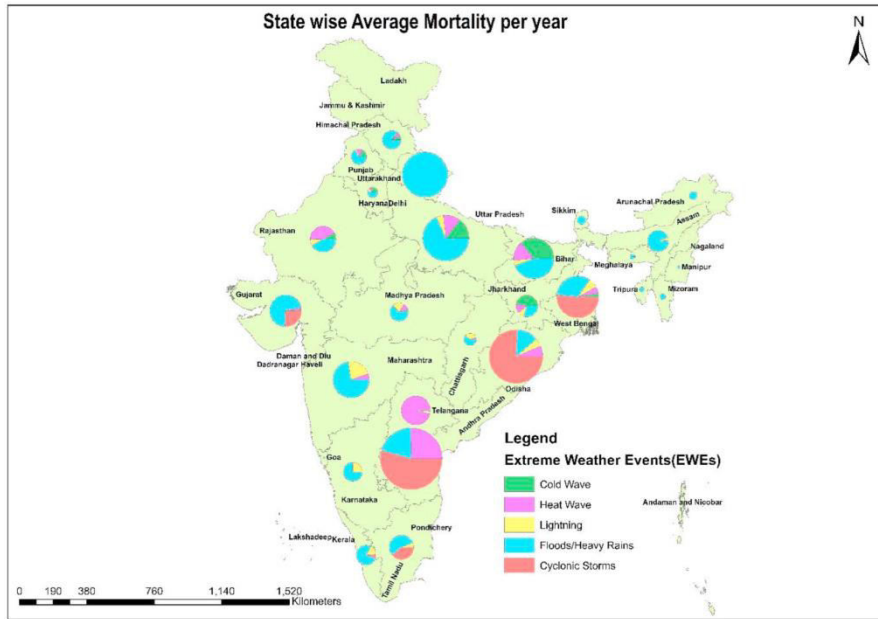 State wise Average Mortality per year
N
Ladakh
Jammu & Kashmir
Himachal Pradesh
Punjab
Uttarakhand
HaryanaDelhi
Uttar Pradesh
Sikkim
Arunachal Pradesh
Assam
Rajasthan
Nagaland
Bihar
Meghalaya
Manipur
Gujarat
Madhya Pradesh
Jharkhand
Tripura
Mizoram
West Bengal
Daman and Diu
Dadranagar Haveli
Maharashtra
Chattisgarh
Odisha
Telangana
Andhra Pradesh
Goa
Karnataka
Pondichery
Lakshadeep
Kerala
Tamil Nadu
Andaman and Nicobar
Legend
Extreme Weather Events(EWEs)
Cold Wave
Heat Wave
Lightning
Floods/Heavy Rains
Cyclonic Storms
0 190 380 760 1,140 1,520
Kilometers